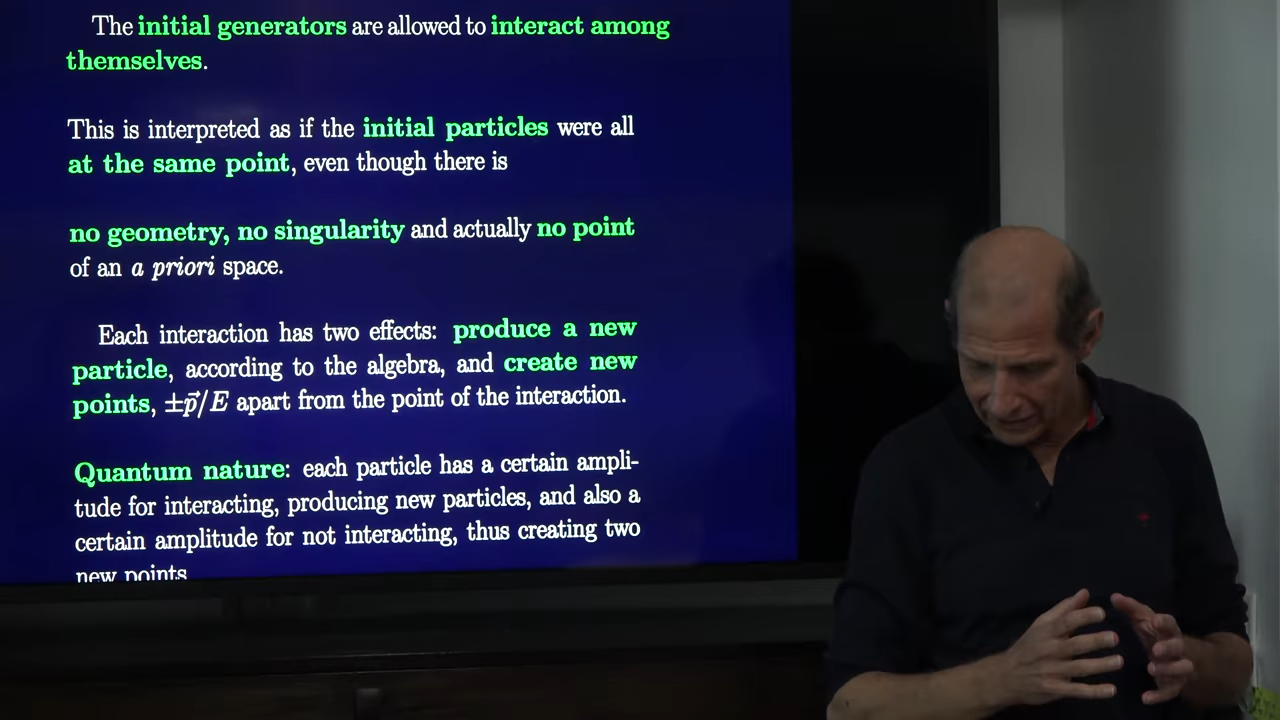 The initial generators are allowed to interact among
themselves.
This is interpreted as if the initial particles were all
at the same point, even though there is
no geometry, no singularity and actually no point
of an a priori space.
Each interaction has two effects: produce a new
particle, according to the algebra, and create new
points, ±p⃗/E apart from the point of the interaction.
Quantum nature: each particle has a certain ampli-
tude for interacting, producing new particles, and also a
certain amplitude for not interacting, thus creating two
new points